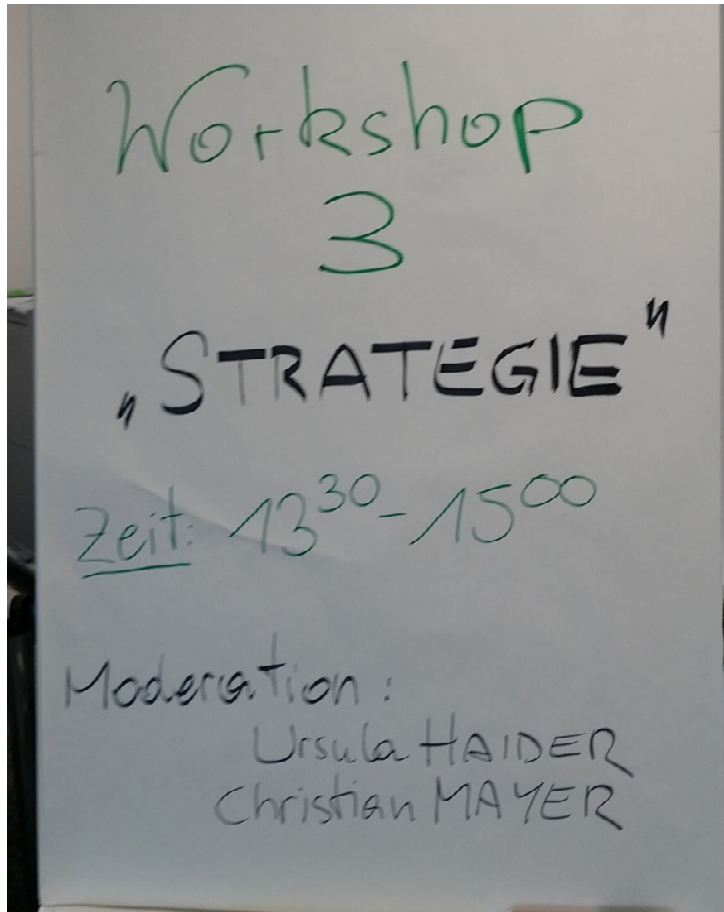 Workshop
3
„STRATEGIE"
Zeit: 13³⁰ - 15⁰⁰
Moderation:
Ursula HAIDER
Christian MAYER